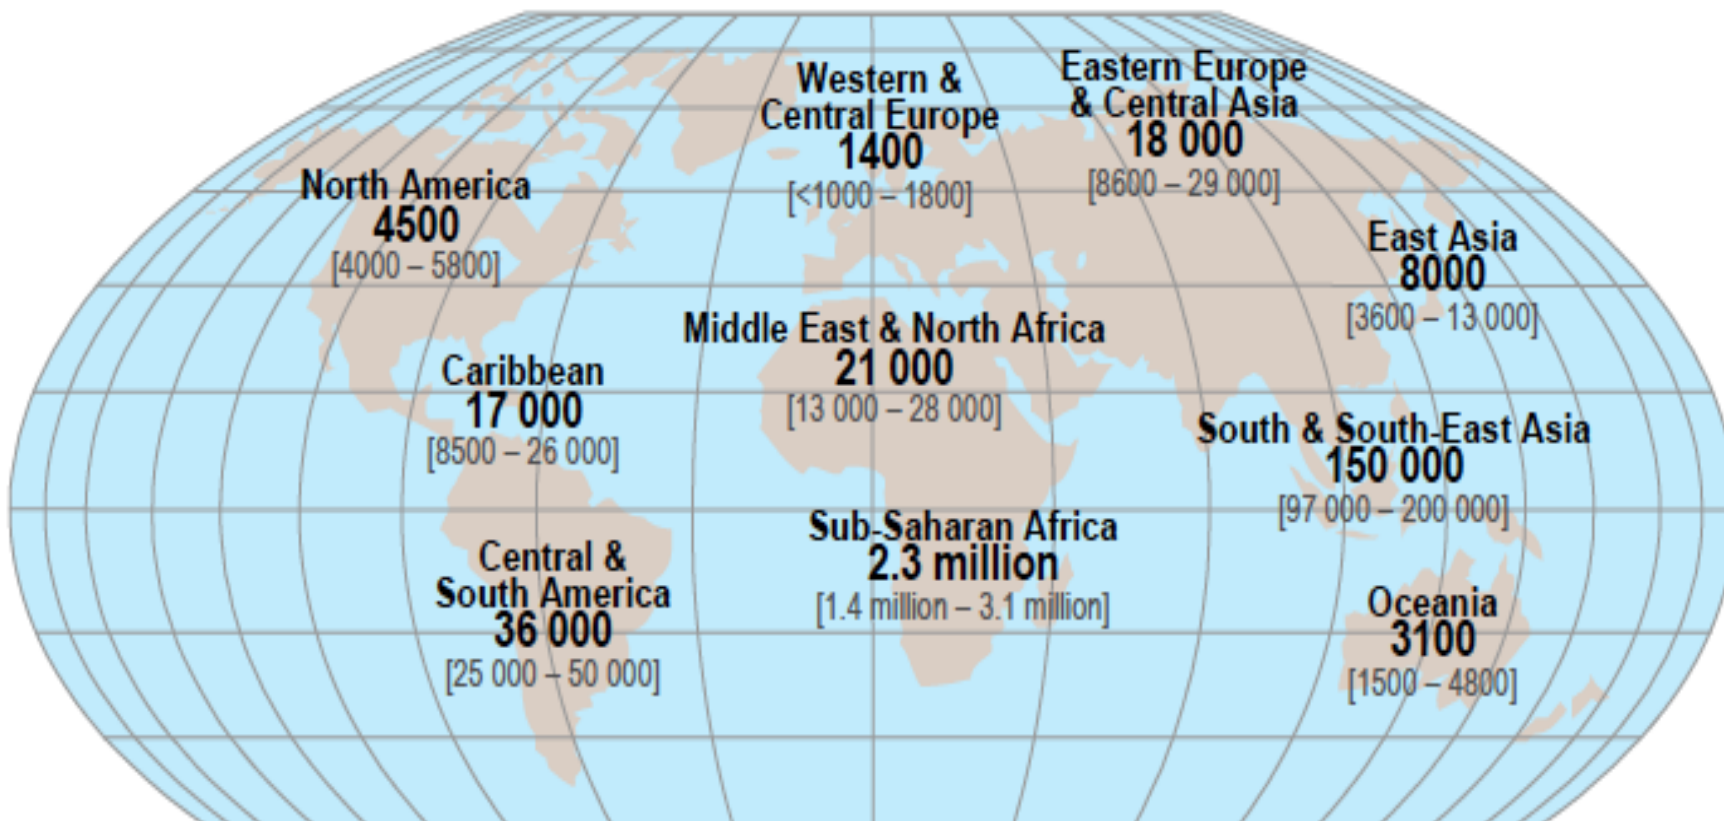 Western &
Central Europe
1400
[<1000 – 1800]
Eastern Europe
& Central Asia
18 000
[8600 – 29 000]
North America
4500
[4000 – 5800]
East Asia
8000
[3600 – 13 000]
Middle East & North Africa
21 000
[13 000 – 28 000]
Caribbean
17 000
[8500 – 26 000]
South & South-East Asia
150 000
[97 000 – 200 000]
Sub-Saharan Africa
2.3 million
[1.4 million – 3.1 million]
Central &
South America
36 000
[25 000 – 50 000]
Oceania
3100
[1500 – 4800]